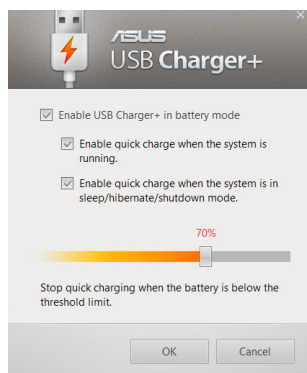 ASUS
USB Charger+
Enable USB Charger+ in battery mode
Enable quick charge when the system is
running.
Enable quick charge when the system is in
sleep/hibernate/shutdown mode.
70%
Stop quick charging when the battery is below the
threshold limit.
OK
Cancel